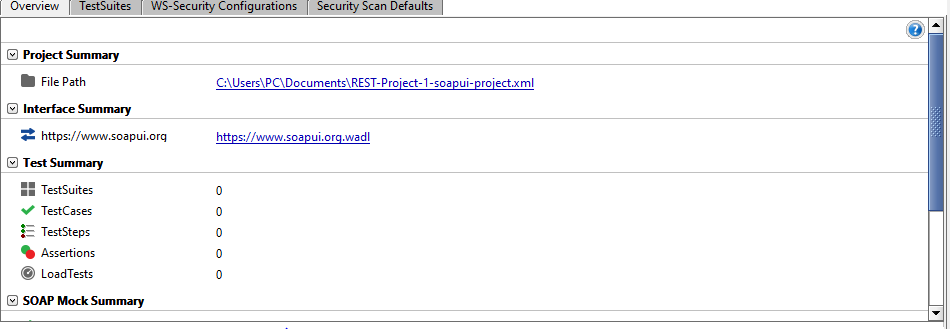 Overview TestSuites WS-Security Configurations Security Scan Defaults
?
Project Summary
File Path C:\Users\PC\Documents\REST-Project-1-soapui-project.xml
Interface Summary
https://www.soapui.org https://www.soapui.org.wadl
Test Summary
TestSuites 0
TestCases 0
TestSteps 0
Assertions 0
LoadTests 0
SOAP Mock Summary